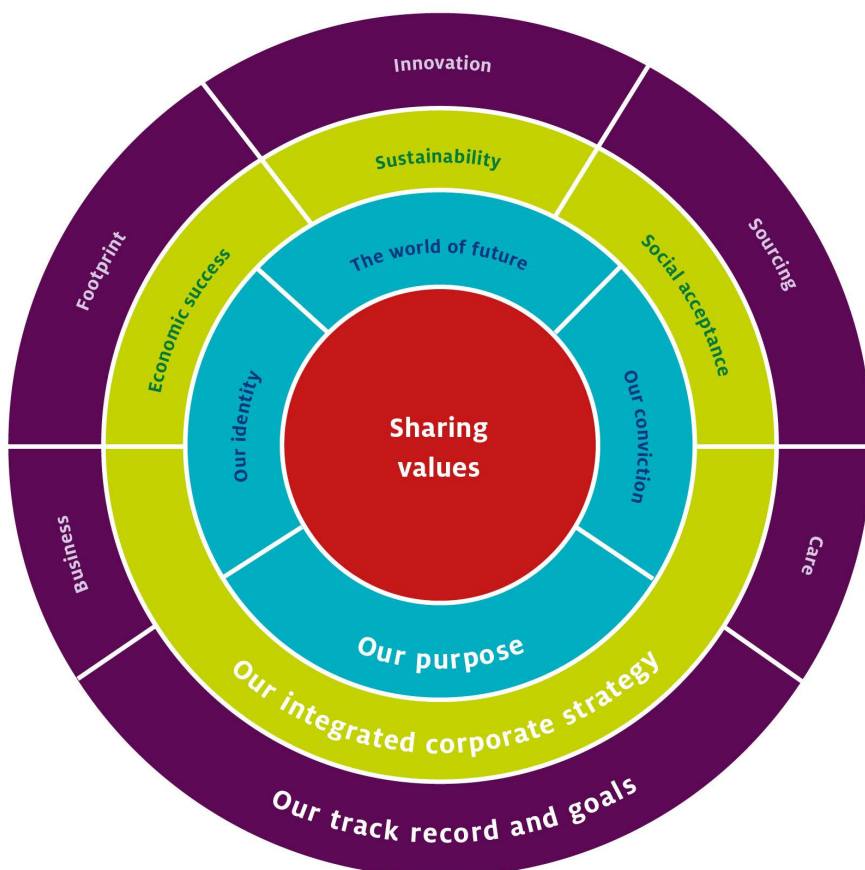 Innovation
Sustainability
The world of future
Footprint
Economic success
Our identity
Sourcing
Social acceptance
Our conviction
Sharing
values
Business
Care
Our purpose
Our integrated corporate strategy
Our track record and goals